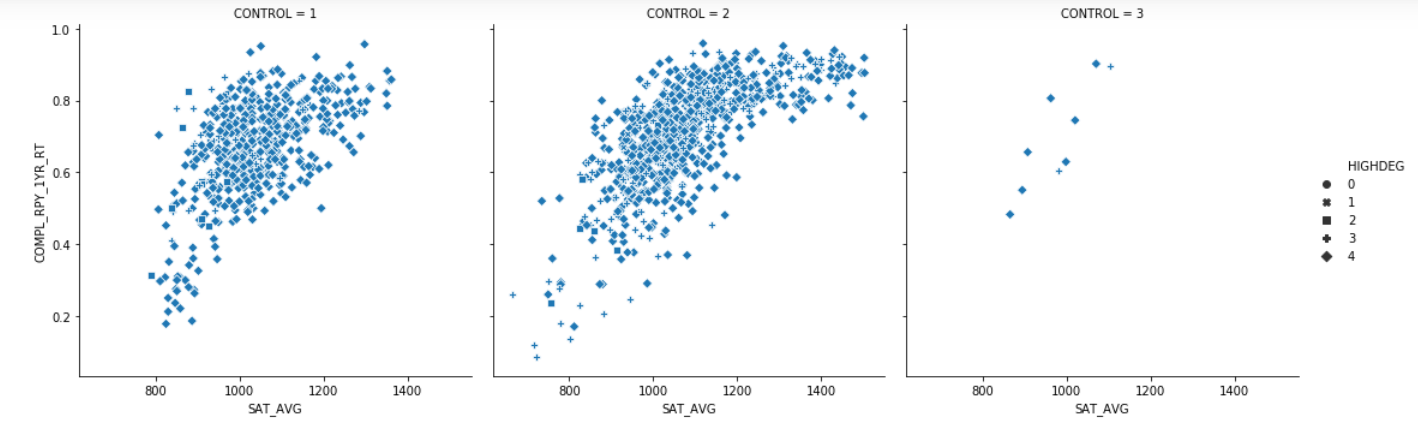 CONTROL = 1
CONTROL = 2
CONTROL = 3
COMPL_RPY_1YR_RT
1.0
0.8
0.6
0.4
0.2
800 1000 1200 1400
800 1000 1200 1400
800 1000 1200 1400
SAT_AVG
SAT_AVG
SAT_AVG
HIGHDEG
0
1
2
3
4